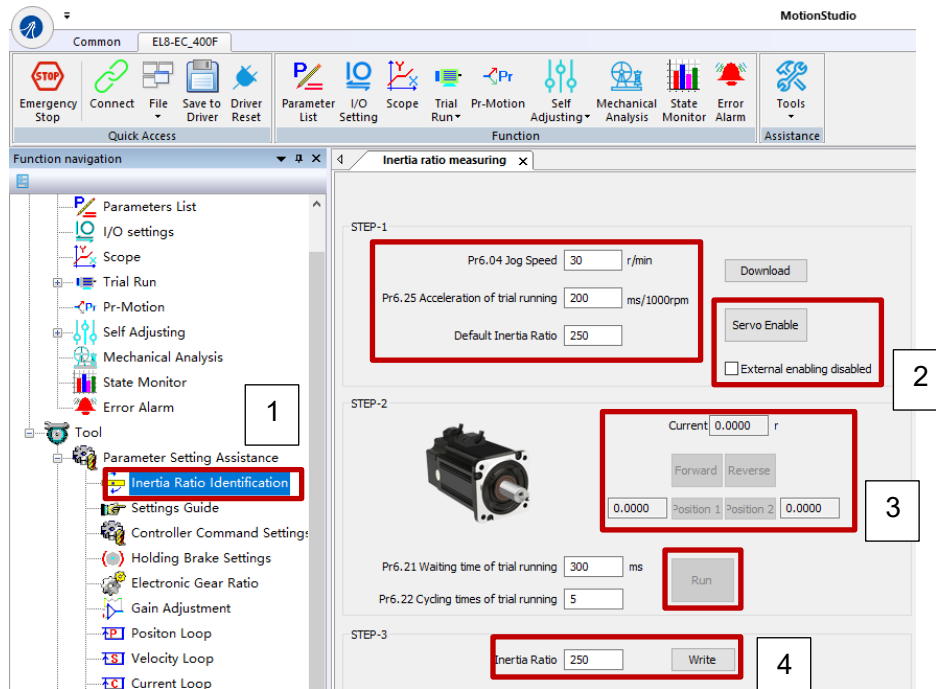 MotionStudio
Common EL8-EC_400F
STOP
P I/O Pr
Emergency Stop Connect File Save to Driver Driver Reset Parameter List I/O Setting Scope Trial Run Pr-Motion Self Adjusting Mechanical Analysis State Monitor Error Alarm Tools
Quick Access Function Assistance
Function navigation
Inertia ratio measuring x
Parameters List
I/O settings
Scope
Trial Run
Pr-Motion
Self Adjusting
Mechanical Analysis
State Monitor
Error Alarm
1
Tool
Parameter Setting Assistance
Inertia Ratio Identification
Settings Guide
Controller Command Settings
Holding Brake Settings
Electronic Gear Ratio
Gain Adjustment
Positon Loop
Velocity Loop
Current Loop
STEP-1
Pr6.04 Jog Speed 30 r/min
Download
Pr6.25 Acceleration of trial running 200 ms/1000rpm
Servo Enable
Default Inertia Ratio 250
External enabling disabled
2
STEP-2
Current 0.0000 r
Forward Reverse
0.0000 Position 1 Position 2 0.0000
3
Pr6.21 Waiting time of trial running 300 ms
Run
Pr6.22 Cycling times of trial running 5
STEP-3
Inertia Ratio 250 Write
4